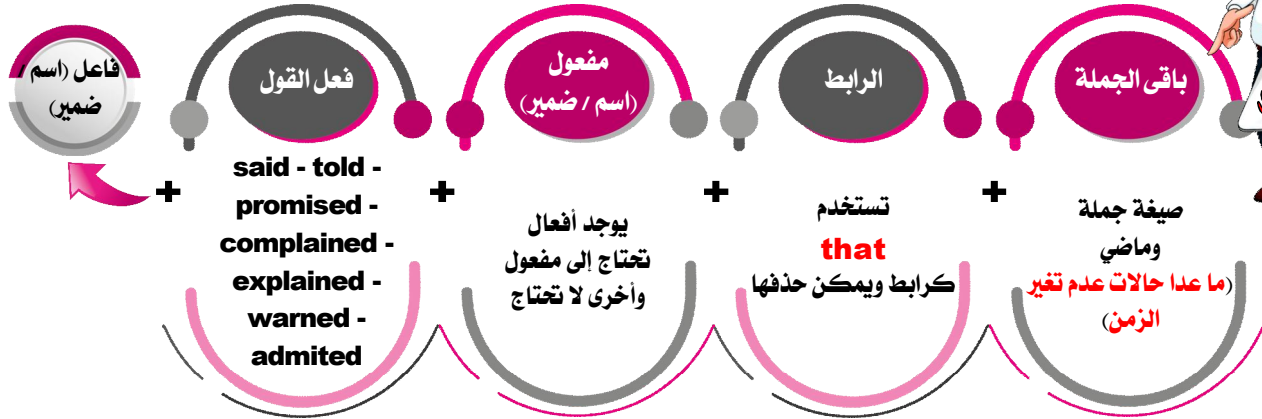 فاعل (اسم /
ضمير)
+
فعل القول
said - told -
promised -
complained -
explained -
warned -
admited
+
مفعول
(اسم / ضمير)
يوجد أفعال
تحتاج إلى مفعول
وأخرى لا تحتاج
+
الرابط
تستخدم
that
كرابط ويمكن حذفها
+
باقى الجملة
صيغة جملة
وماضي
(ما عدا حالات عدم تغير
الزمن)